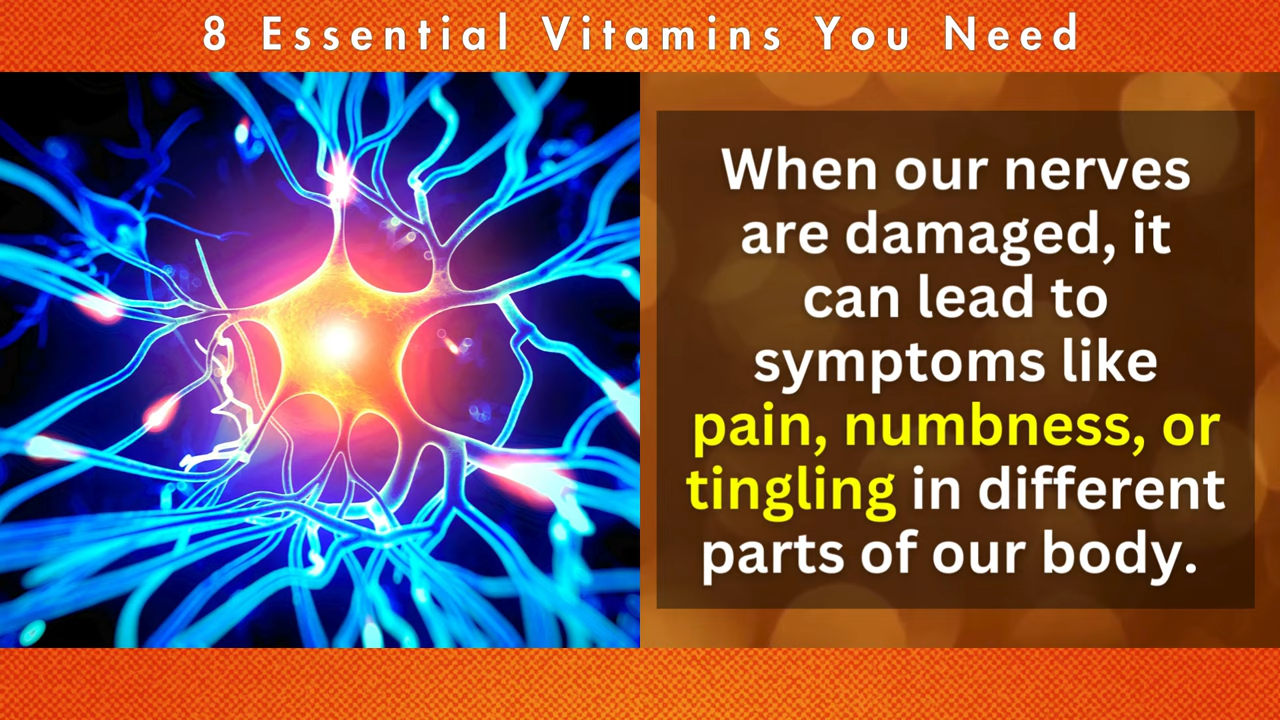 8 Essential Vitamins You Need
When our nerves
are damaged, it
can lead to
symptoms like
pain, numbness, or
tingling in different
parts of our body.